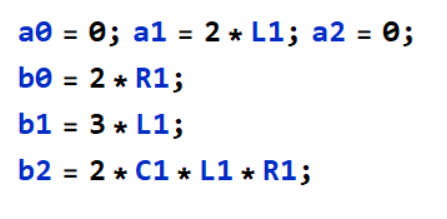 a0 = 0; a1 = 2 * L1; a2 = 0;
b0 = 2 * R1;
b1 = 3 * L1;
b2 = 2 * C1 * L1 * R1;